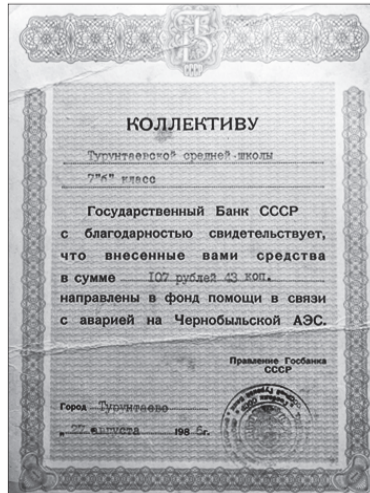 КОЛЛЕКТИВУ
Турунтаевской средней школы
7"б" класс
Государственный Банк СССР
с благодарностью свидетельствует,
что внесенные вами средства
в сумме 107 рублей 43 коп.
направлены в фонд помощи в связи
с аварией на Чернобыльской АЭС.
Правление Госбанка
СССР
Город Турунтаево
"27 августа 1986г.